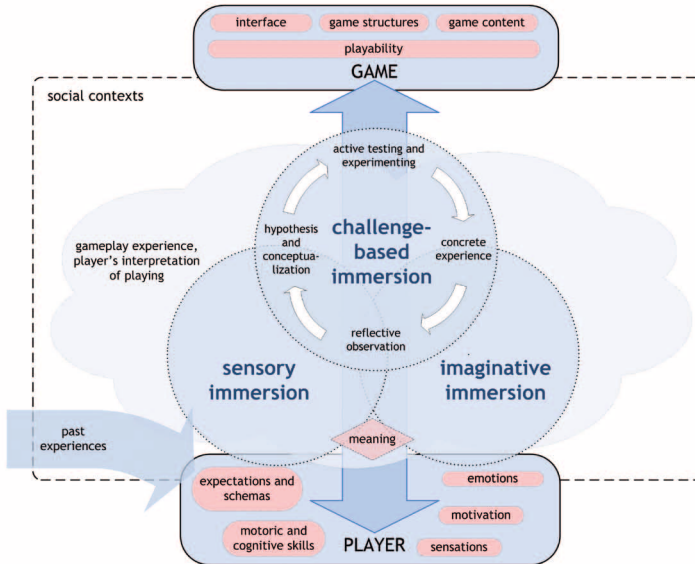 interface
game structures
game content
playability
GAME
social contexts
active testing and
experimenting
hypothesis
and
conceptua-
lization
challenge-
based
immersion
concrete
experience
gameplay experience,
player's interpretation
of playing
reflective
observation
sensory
immersion
imaginative
immersion
past
experiences
meaning
expectations and
schemas
emotions
motivation
motoric and
cognitive skills
PLAYER
sensations